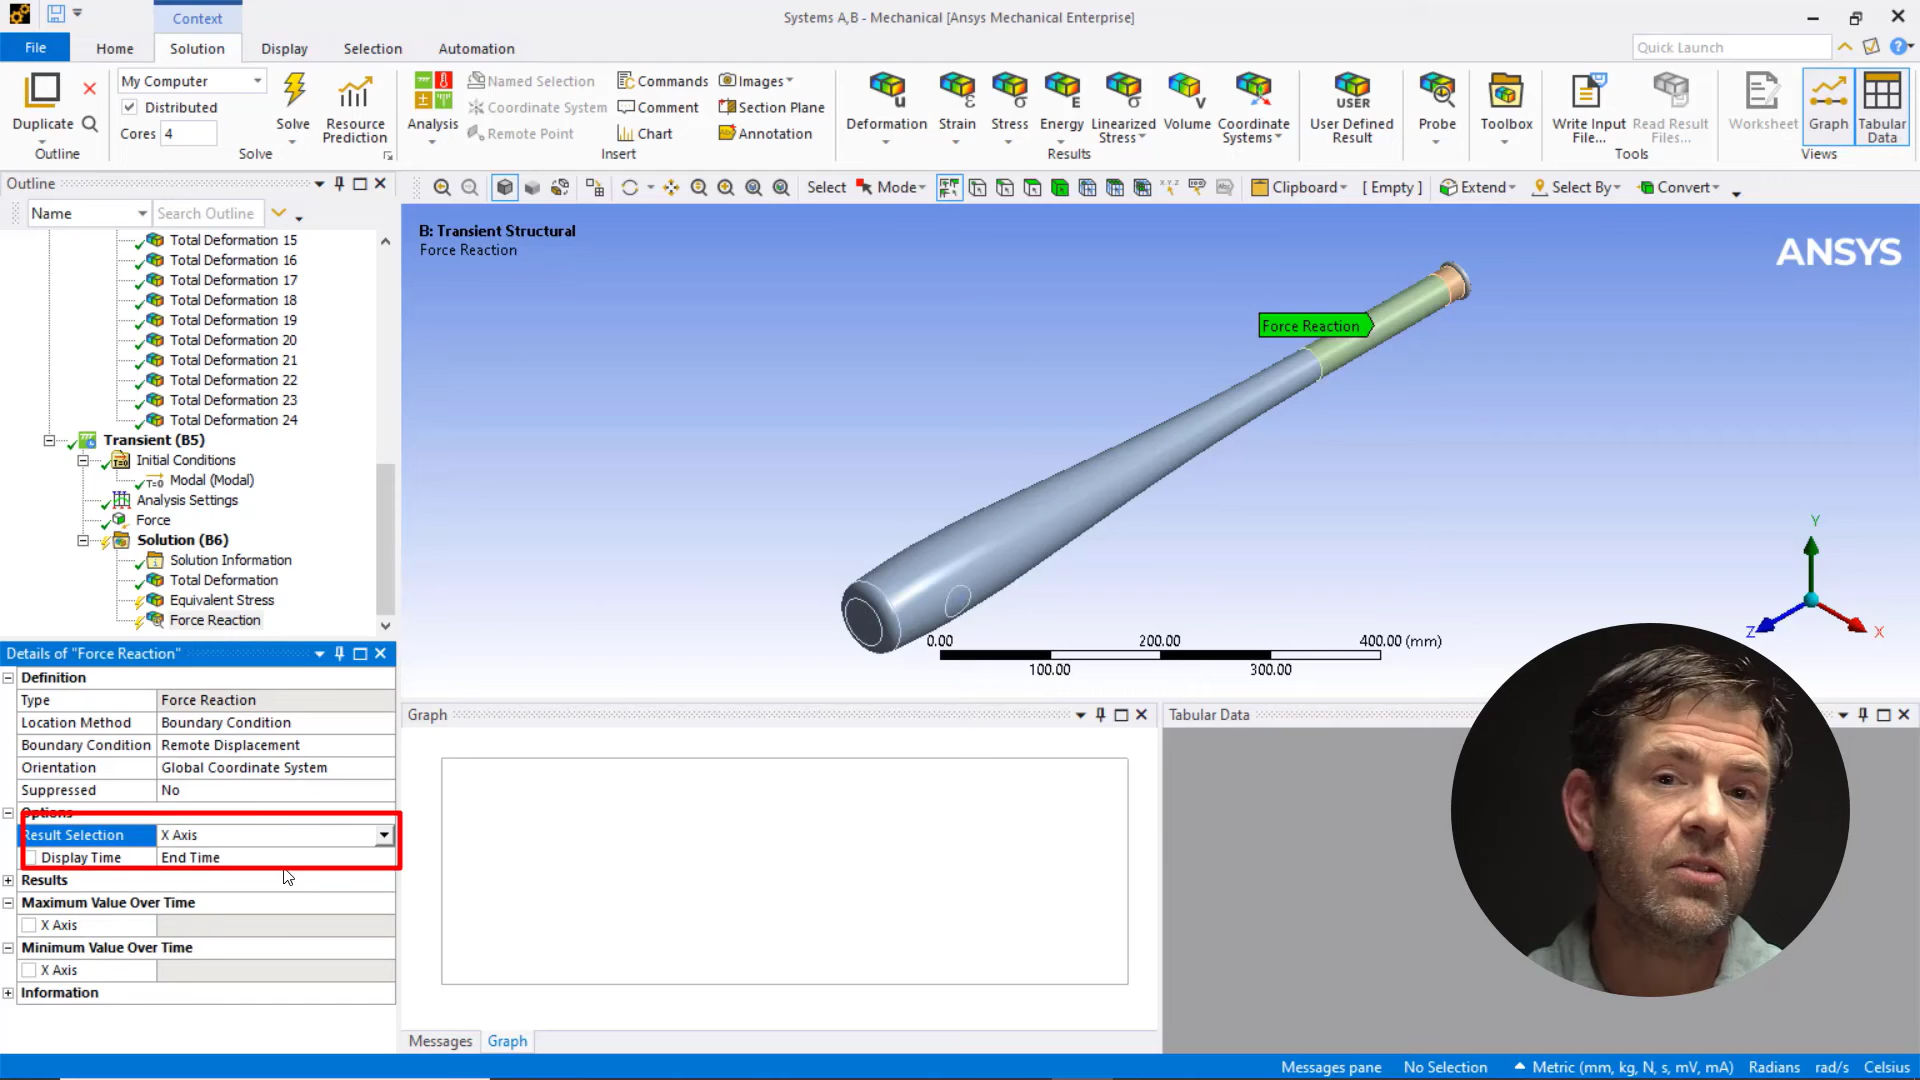 Context
Systems A,B - Mechanical [Ansys Mechanical Enterprise]
File
Home
Solution
Display
Selection
Automation
Quick Launch
Duplicate
Outline
My Computer
Distributed
Cores 4
Solve
Resource
Prediction
Solve
Analysis
Named Selection
Coordinate System
Remote Point
Commands
Comment
Chart
Images
Section Plane
Annotation
Insert
Deformation
Strain
Stress
Energy
Linearized
Stress
Volume
Coordinate
Systems
Results
USER
User Defined
Result
Probe
Toolbox
Write Input
File...
Read Result
Files...
Tools
Worksheet
Graph
Tabular
Data
Views
Outline
Name
Search Outline
Select
Mode
Clipboard
[ Empty ]
Extend
Select By
Convert
Total Deformation 15
Total Deformation 16
Total Deformation 17
Total Deformation 18
Total Deformation 19
Total Deformation 20
Total Deformation 21
Total Deformation 22
Total Deformation 23
Total Deformation 24
Transient (B5)
Initial Conditions
Modal (Modal)
Analysis Settings
Force
Solution (B6)
Solution Information
Total Deformation
Equivalent Stress
Force Reaction
B: Transient Structural
Force Reaction
ANSYS
Force Reaction
0.00
200.00
400.00 (mm)
100.00
300.00
Y
Z
X
Details of "Force Reaction"
Definition
Type Force Reaction
Location Method Boundary Condition
Boundary Condition Remote Displacement
Orientation Global Coordinate System
Suppressed No
Options
Result Selection X Axis
Display Time End Time
Results
Maximum Value Over Time
X Axis
Minimum Value Over Time
X Axis
Information
Graph
Tabular Data
Messages
Graph
Messages pane
No Selection
Metric (mm, kg, N, s, mV, mA)
Radians
rad/s
Celsius